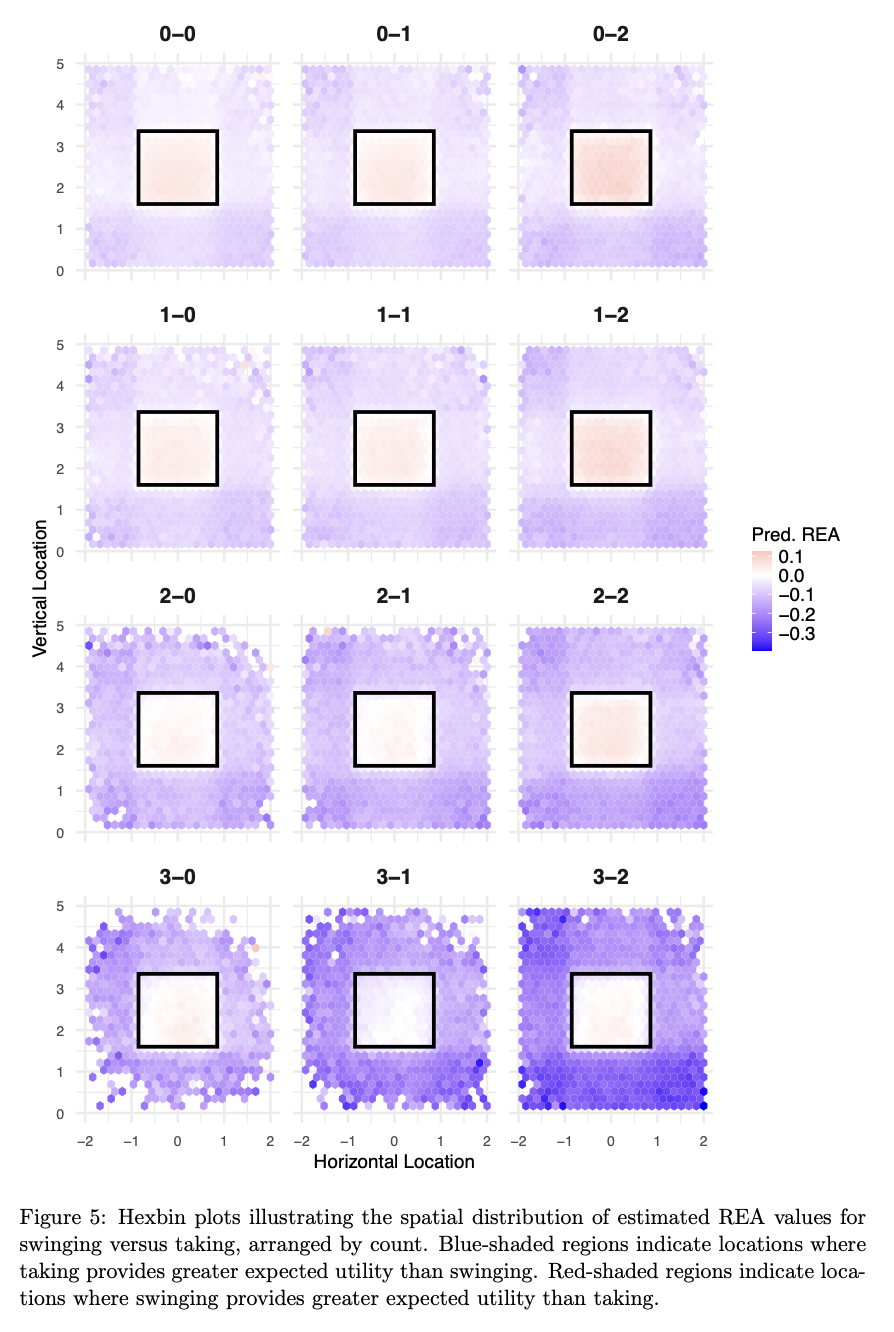 0–0 0–1 0–2
5
4
3
2
1
0
1–0 1–1 1–2
5
4
3
2
1
0
Pred. REA
0.1
0.0
−0.1
−0.2
−0.3
Vertical Location
2–0 2–1 2–2
5
4
3
2
1
0
3–0 3–1 3–2
5
4
3
2
1
0
−2 −1 0 1 2 −2 −1 0 1 2 −2 −1 0 1 2
Horizontal Location
Figure 5: Hexbin plots illustrating the spatial distribution of estimated REA values for
swinging versus taking, arranged by count. Blue-shaded regions indicate locations where
taking provides greater expected utility than swinging. Red-shaded regions indicate loca-
tions where swinging provides greater expected utility than taking.